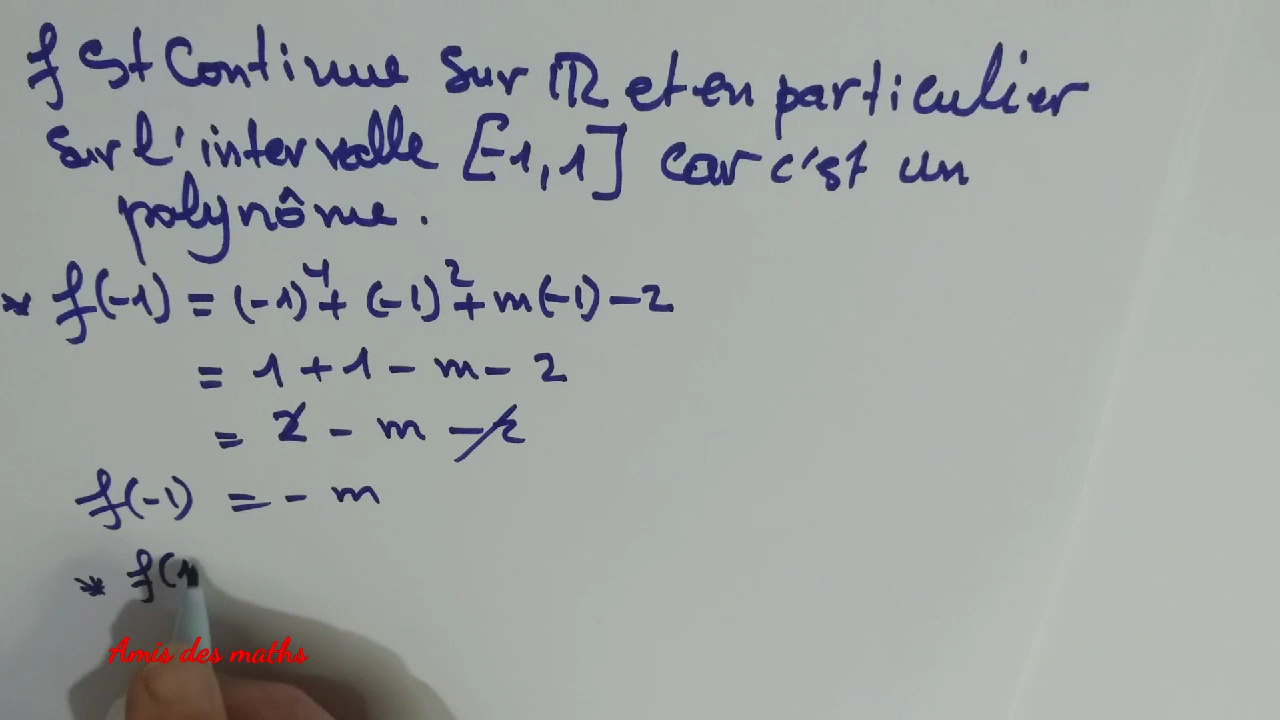 f est continue sur ℝ et en particulier
sur l'intervalle [-1,1] car c'est un
polynôme.
* f(-1) = (-1)⁴ + (-1)² + m(-1) - 2
= 1 + 1 - m - 2
= 2 - m - 2
f(-1) = - m
* f(1
Amis des maths